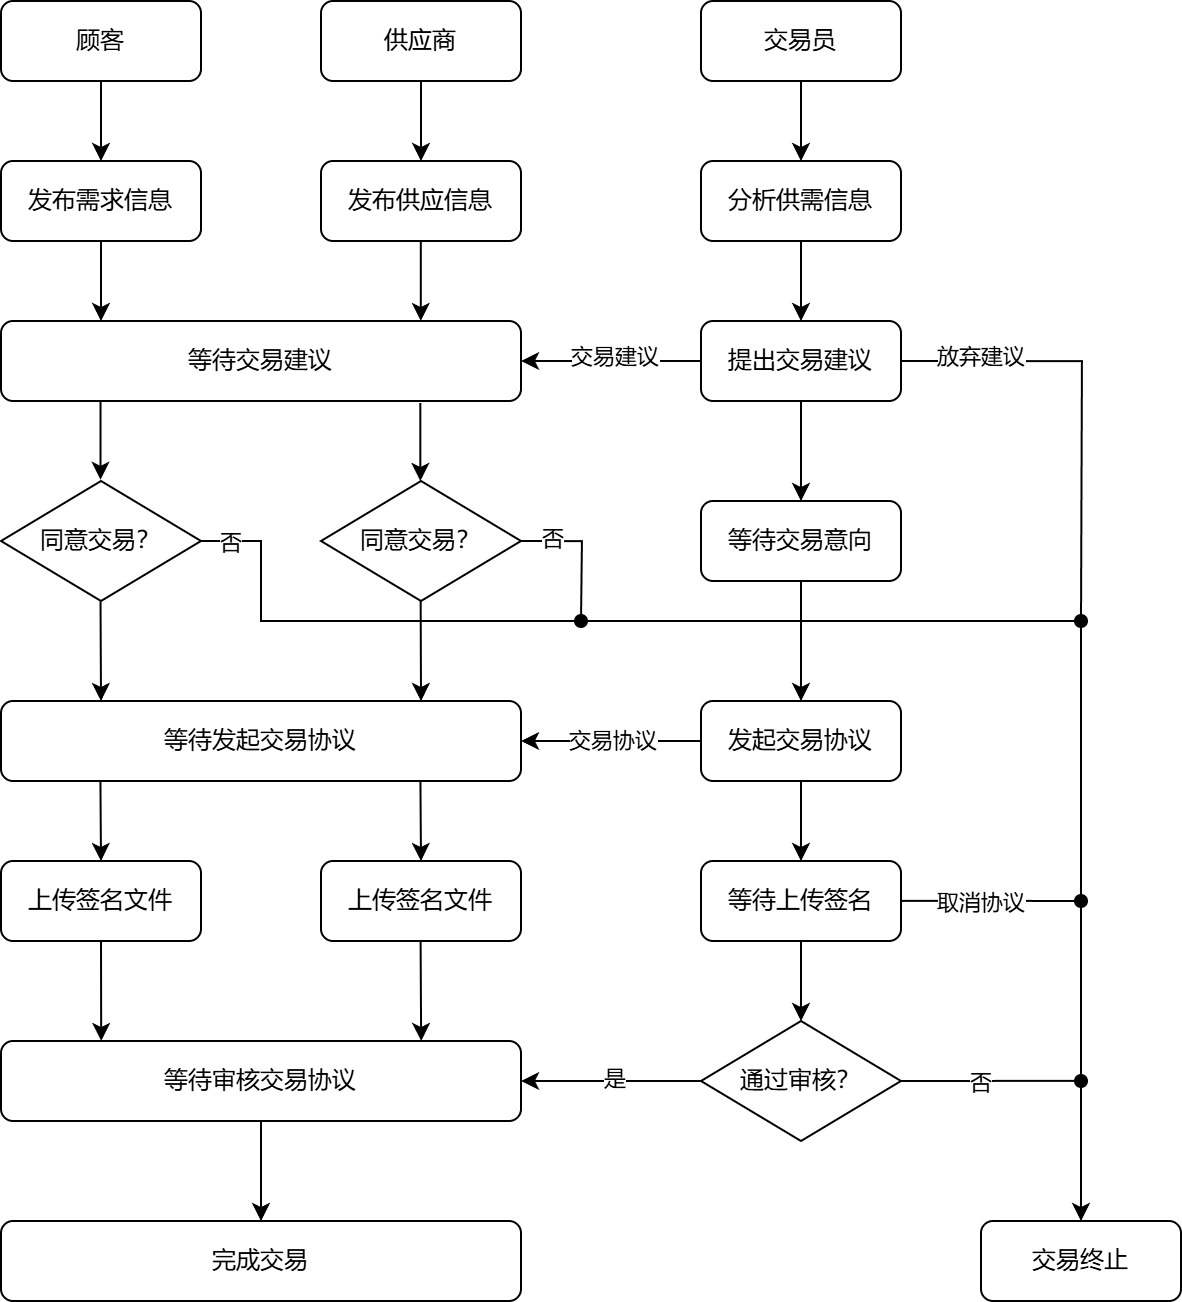 顾客
供应商
交易员
发布需求信息
发布供应信息
分析供需信息
等待交易建议
交易建议
提出交易建议
放弃建议
同意交易？
否
同意交易？
否
等待交易意向
等待发起交易协议
交易协议
发起交易协议
上传签名文件
上传签名文件
等待上传签名
取消协议
等待审核交易协议
是
通过审核？
否
完成交易
交易终止